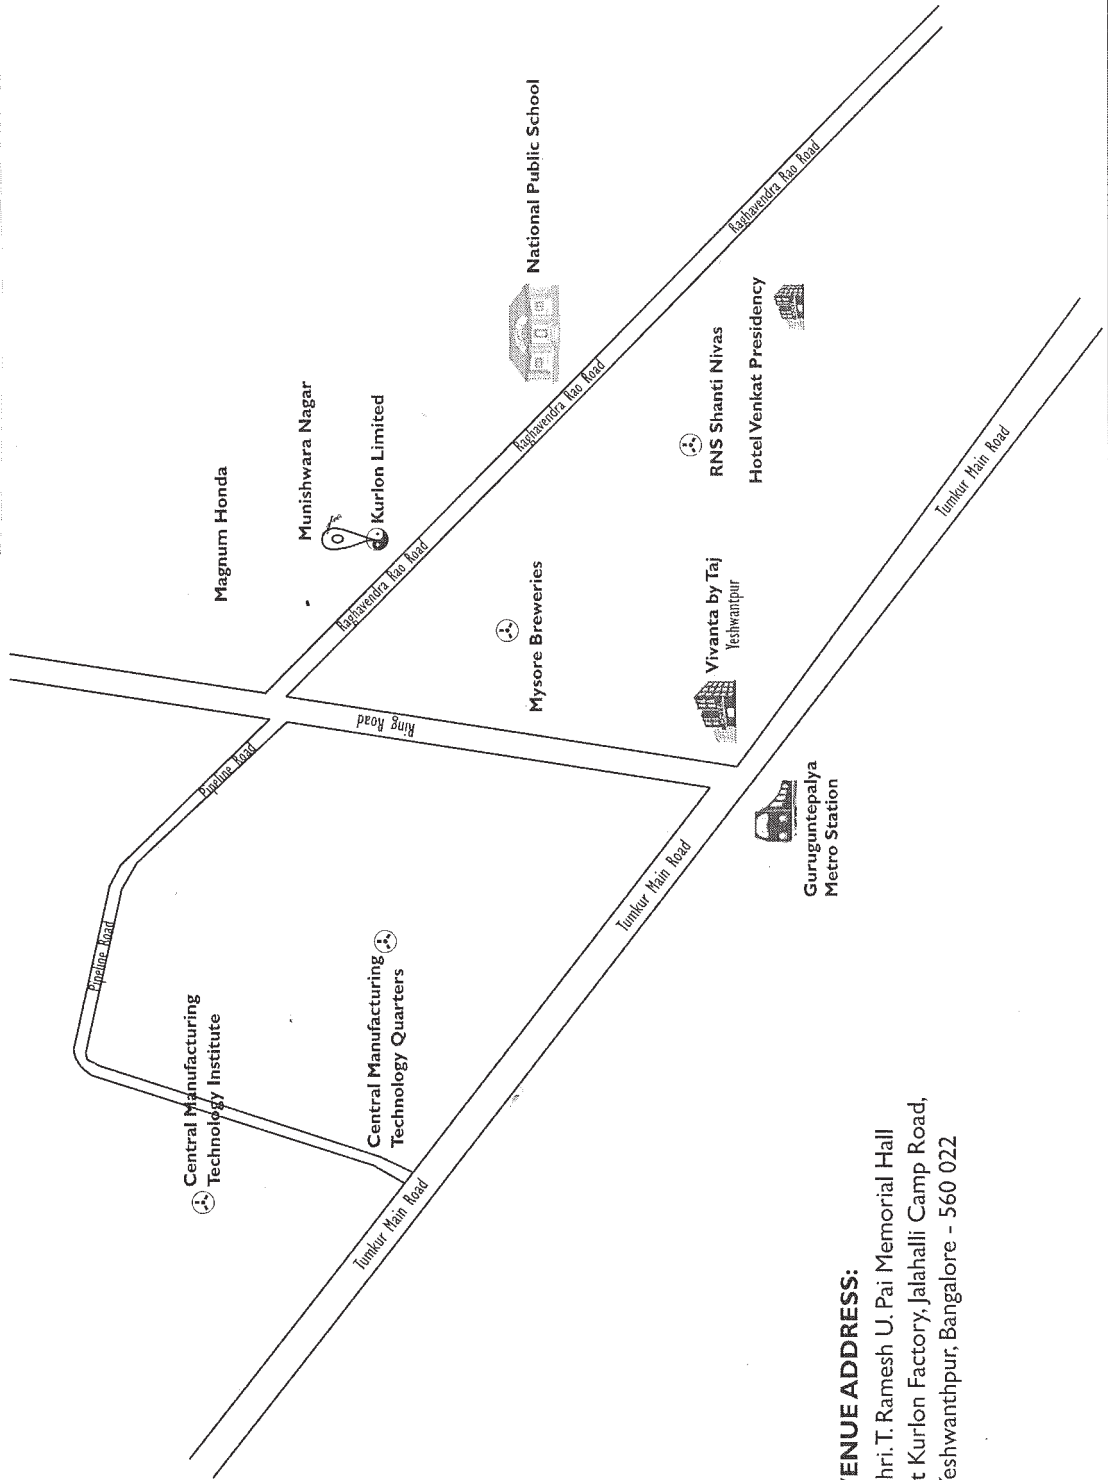 Magnum Honda
Munishwara Nagar
Kurlon Limited
National Public School
Raghavendra Rao Road
Raghavendra Rao Road
Raghavendra Rao Road
Pipeline Road
Pipeline Road
Ring Road
Mysore Breweries
RNS Shanti Nivas
Hotel Venkat Presidency
Vivanta by Taj
Yeshwantpur
Central Manufacturing
Technology Institute
Central Manufacturing
Technology Quarters
Tumkur Main Road
Tumkur Main Road
Tumkur Main Road
Guruguntepalya
Metro Station
ENUE ADDRESS:
hri. T. Ramesh U. Pai Memorial Hall
t Kurlon Factory, Jalahalli Camp Road,
eshwanthpur, Bangalore - 560 022